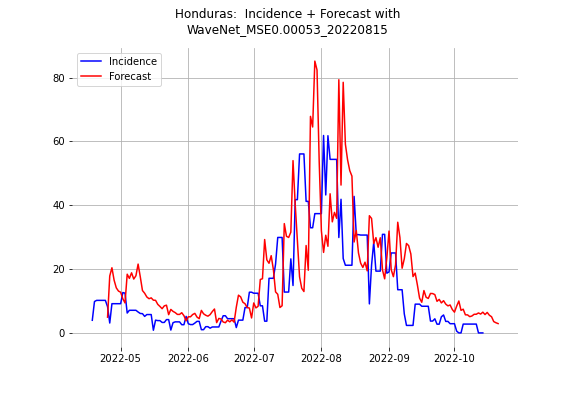 Honduras:  Incidence + Forecast with
WaveNet_MSE0.00053_20220815
Incidence
Forecast
80
60
40
20
0
2022-05 2022-06 2022-07 2022-08 2022-09 2022-10